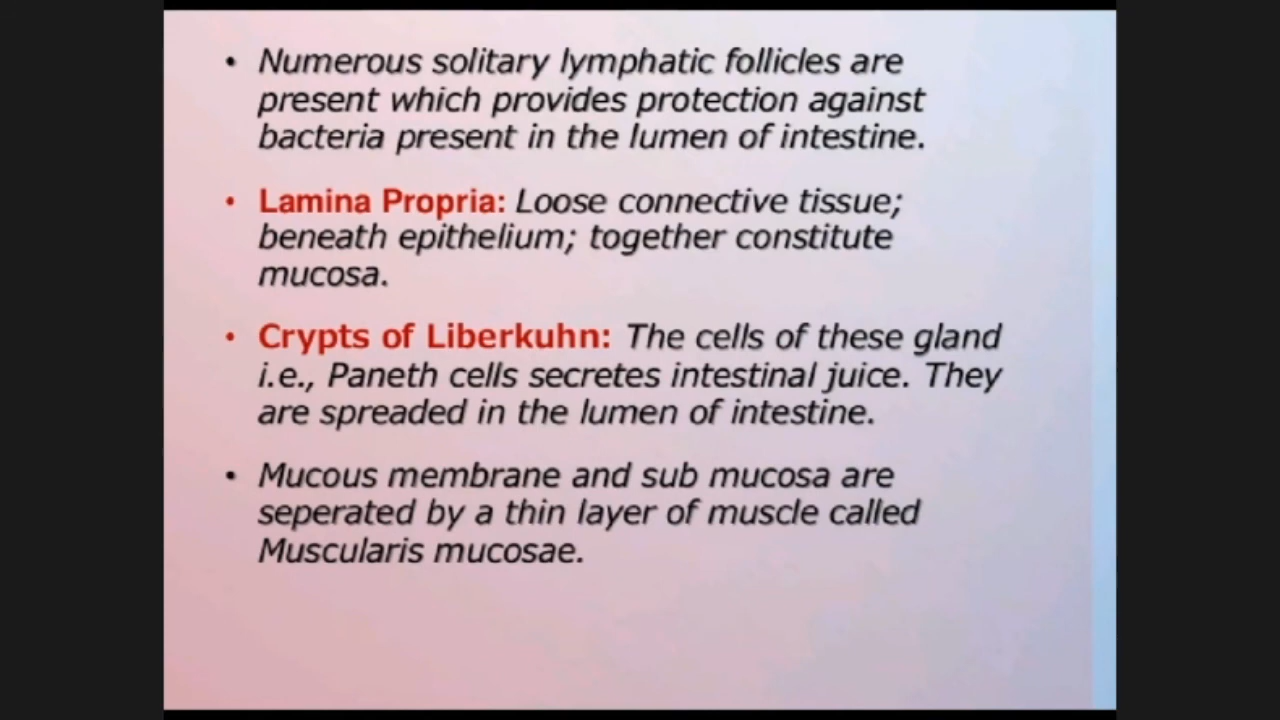 • Numerous solitary lymphatic follicles are
present which provides protection against
bacteria present in the lumen of intestine.
• Lamina Propria: Loose connective tissue;
beneath epithelium; together constitute
mucosa.
• Crypts of Liberkuhn: The cells of these gland
i.e., Paneth cells secretes intestinal juice. They
are spreaded in the lumen of intestine.
• Mucous membrane and sub mucosa are
seperated by a thin layer of muscle called
Muscularis mucosae.